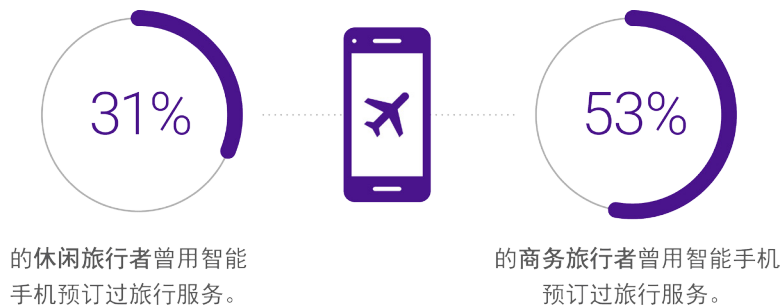 31%
的休闲旅行者曾用智能
手机预订过旅行服务。
53%
的商务旅行者曾用智能手机
预订过旅行服务。